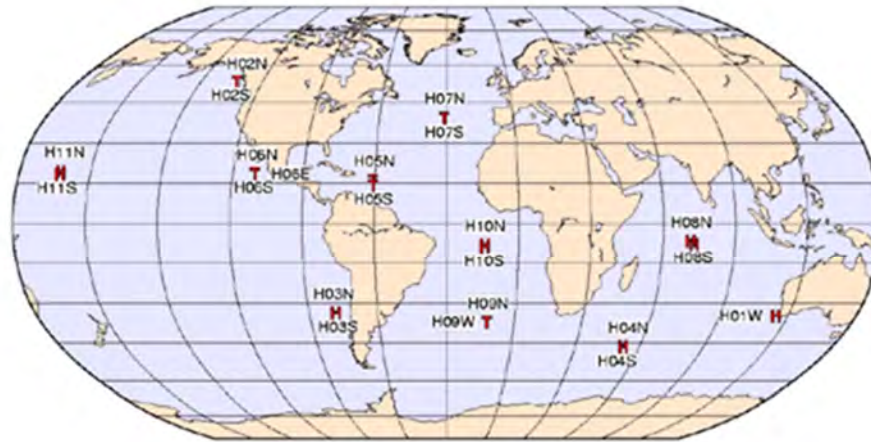 H02N
T
H02S
H07N
T
H07S
H11N
H
H11S
H06N
T H06E
H06S
H05N
T
H05S
H10N
H
H10S
H08N
H
H08S
H03N
H
H03S
H09N
H09W T
H04N
H
H04S
H01W H